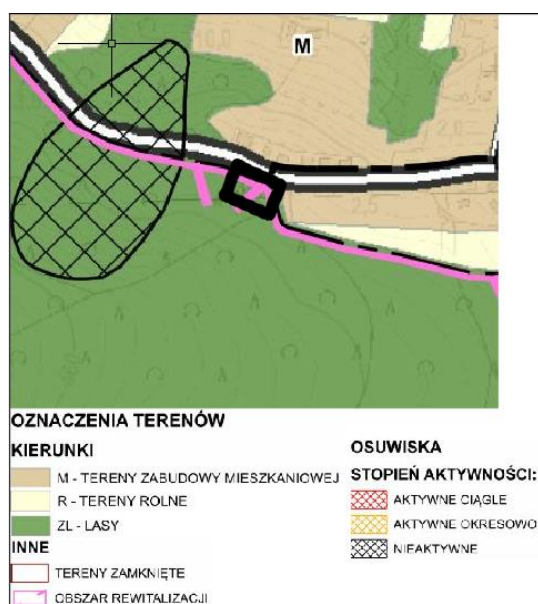 M
OZNACZENIA TERENÓW
KIERUNKI
M - TERENY ZABUDOWY MIESZKANIOWEJ
R - TERENY ROLNE
ZL - LASY
INNE
TERENY ZAMKNIĘTE
OBSZAR REWITALIZACJI
OSUWISKA
STOPIEŃ AKTYWNOŚCI:
AKTYWNE CIĄGLE
AKTYWNE OKRESOWO
NIEAKTYWNE